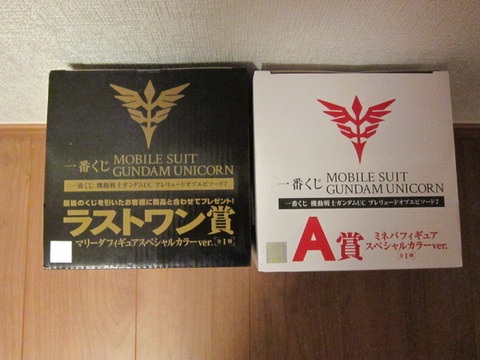 一番くじ MOBILE SUIT
GUNDAM UNICORN
一番くじ 機動戦士ガンダムUC プレリュードオブエピソード7
最後のくじを引いたお客様に商品と合わせてプレゼント!
ラストワン賞
マリーダフィギュアスペシャルカラーver.[全1種]
一番くじ MOBILE SUIT
GUNDAM UNICORN
一番くじ 機動戦士ガンダムUC プレリュードオブエピソード7
A賞 ミネバフィギュア
スペシャルカラーver.
[全1種]